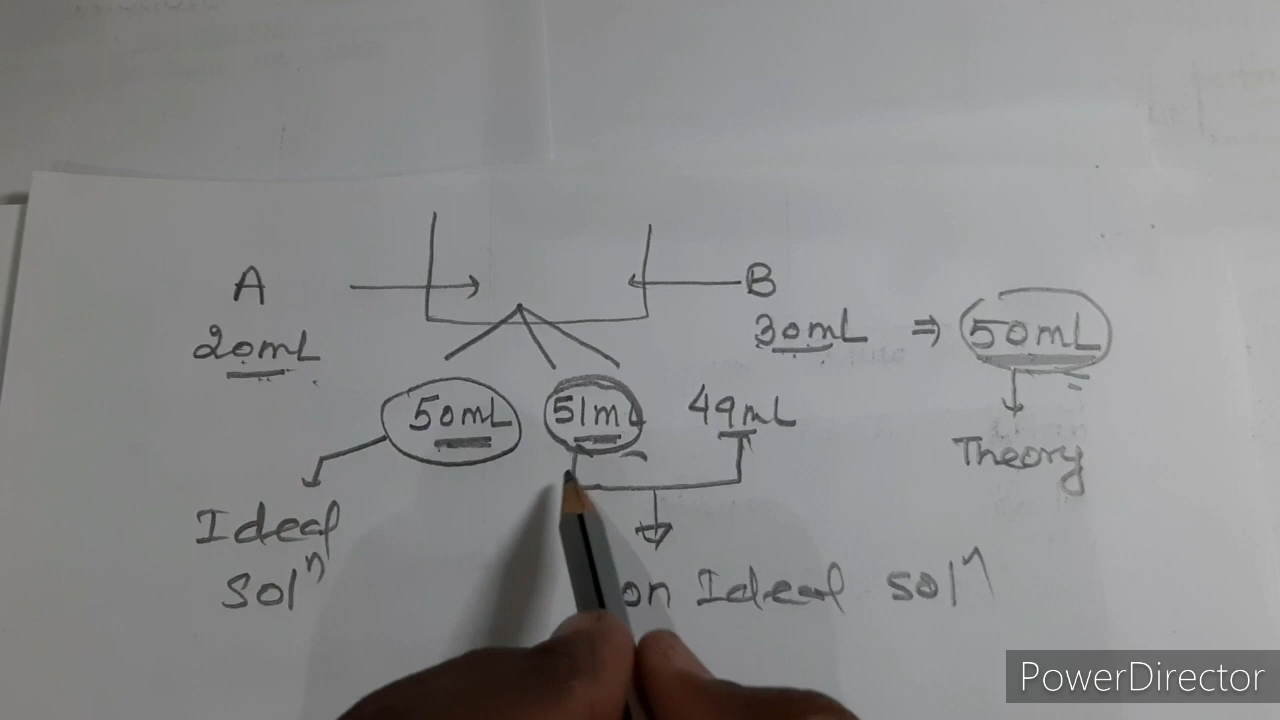 A
B
20mL
30mL ⇒ 50mL
50mL 51mL 49mL
Theory
Ideal
Solⁿ
on Ideal Solⁿ
PowerDirector